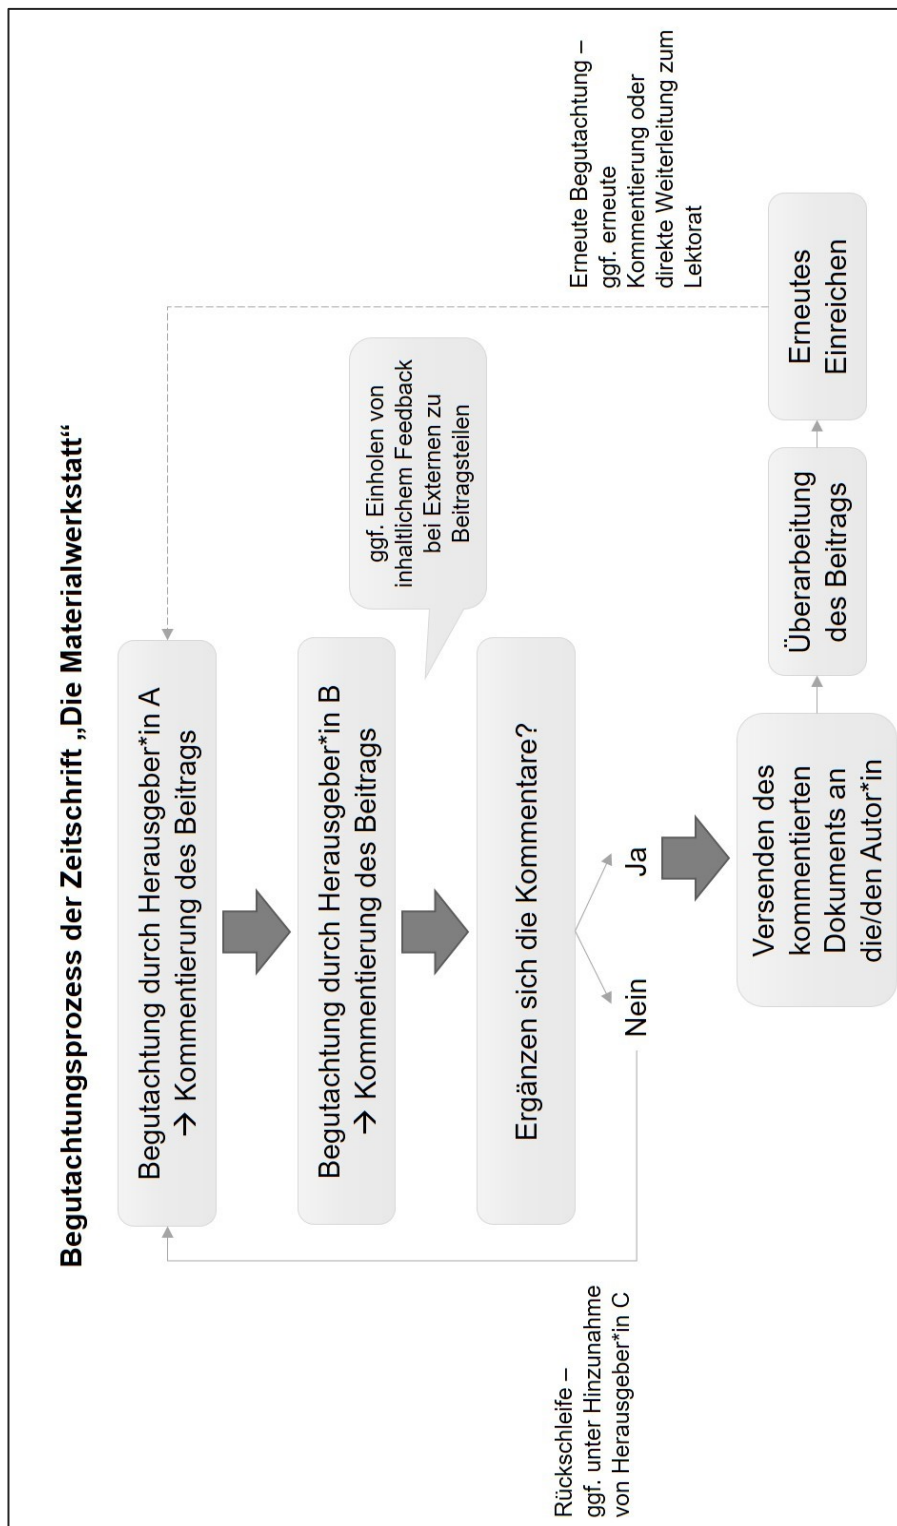 Begutachtungsprozess der Zeitschrift „Die Materialwerkstatt“
Begutachtung durch Herausgeber*in A
→ Kommentierung des Beitrags
Begutachtung durch Herausgeber*in B
→ Kommentierung des Beitrags
ggf. Einholen von
inhaltlichem Feedback
bei Externen zu
Beitragsteilen
Ergänzen sich die Kommentare?
Nein
Ja
Rückschleife –
ggf. unter Hinzunahme
von Herausgeber*in C
Versenden des
kommentierten
Dokuments an
die/den Autor*in
Überarbeitung
des Beitrags
Erneutes
Einreichen
Erneute Begutachtung –
ggf. erneute
Kommentierung oder
direkte Weiterleitung zum
Lektorat